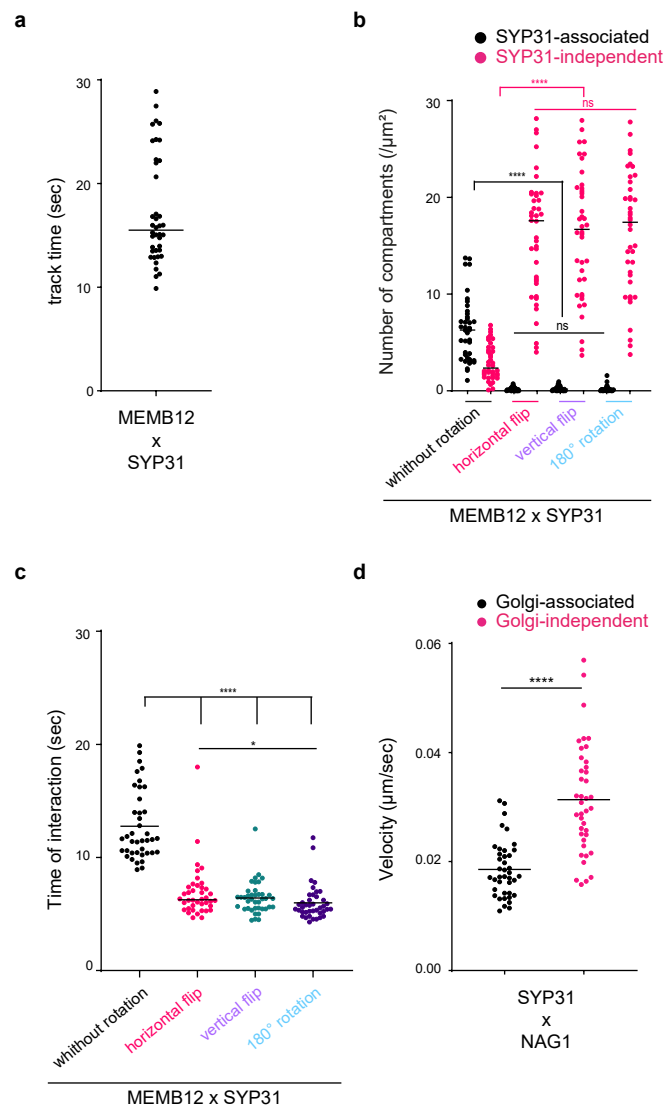 a
track time (sec)
30
20
10
0
MEMB12
x
SYP31
b
SYP31-associated
SYP31-independent
Number of compartments (/µm²)
30
20
10
0
****
ns
****
ns
whithout rotation
horizontal flip
vertical flip
180° rotation
MEMB12 x SYP31
c
Time of interaction (sec)
30
20
10
0
****
*
whithout rotation
horizontal flip
vertical flip
180° rotation
MEMB12 x SYP31
d
Golgi-associated
Golgi-independent
Velocity (µm/sec)
0.06
0.04
0.02
0.00
****
SYP31
x
NAG1